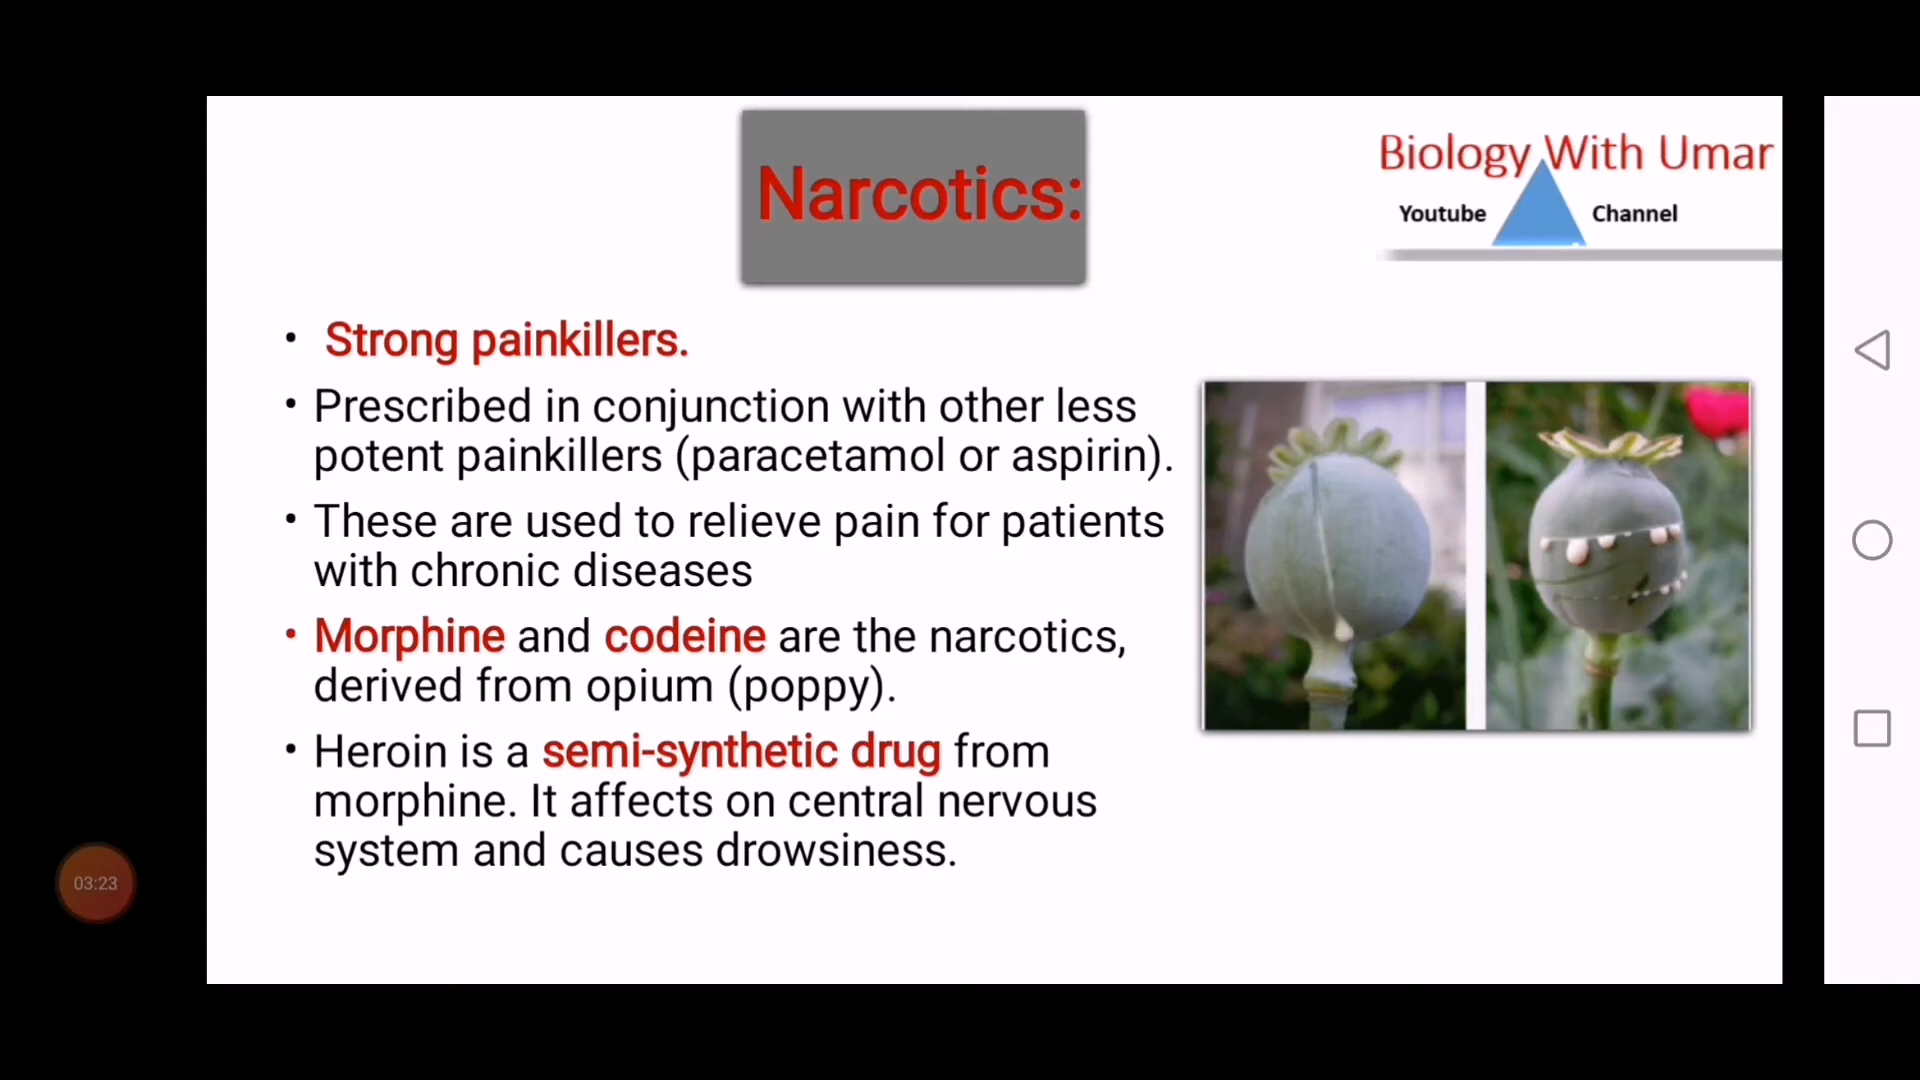 Narcotics:
Biology With Umar
Youtube Channel
• Strong painkillers.
• Prescribed in conjunction with other less
potent painkillers (paracetamol or aspirin).
• These are used to relieve pain for patients
with chronic diseases
• Morphine and codeine are the narcotics,
derived from opium (poppy).
• Heroin is a semi-synthetic drug from
morphine. It affects on central nervous
system and causes drowsiness.
03:23